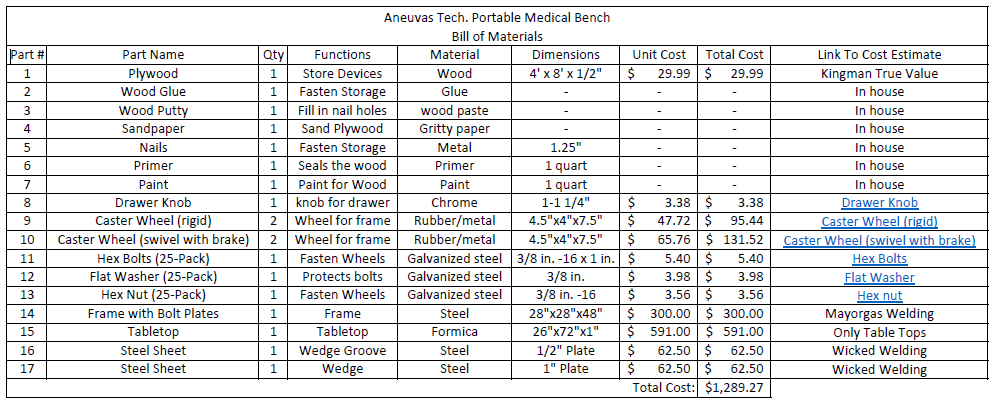 Aneuvas Tech. Portable Medical Bench
Bill of Materials
Part # Part Name Qty Functions Material Dimensions Unit Cost Total Cost Link To Cost Estimate
1 Plywood 1 Store Devices Wood 4' x 8' x 1/2" $ 29.99 $ 29.99 Kingman True Value
2 Wood Glue 1 Fasten Storage Glue - - - In house
3 Wood Putty 1 Fill in nail holes wood paste - - - In house
4 Sandpaper 1 Sand Plywood Gritty paper - - - In house
5 Nails 1 Fasten Storage Metal 1.25" - - In house
6 Primer 1 Seals the wood Primer 1 quart - - In house
7 Paint 1 Paint for Wood Paint 1 quart - - In house
8 Drawer Knob 1 knob for drawer Chrome 1-1 1/4" $ 3.38 $ 3.38 Drawer Knob
9 Caster Wheel (rigid) 2 Wheel for frame Rubber/metal 4.5"x4"x7.5" $ 47.72 $ 95.44 Caster Wheel (rigid)
10 Caster Wheel (swivel with brake) 2 Wheel for frame Rubber/metal 4.5"x4"x7.5" $ 65.76 $ 131.52 Caster Wheel (swivel with brake)
11 Hex Bolts (25-Pack) 1 Fasten Wheels Galvanized steel 3/8 in. -16 x 1 in. $ 5.40 $ 5.40 Hex Bolts
12 Flat Washer (25-Pack) 1 Protects bolts Galvanized steel 3/8 in. $ 3.98 $ 3.98 Flat Washer
13 Hex Nut (25-Pack) 1 Fasten Wheels Galvanized steel 3/8 in. -16 $ 3.56 $ 3.56 Hex nut
14 Frame with Bolt Plates 1 Frame Steel 28"x28"x48" $ 300.00 $ 300.00 Mayorgas Welding
15 Tabletop 1 Tabletop Formica 26"x72"x1" $ 591.00 $ 591.00 Only Table Tops
16 Steel Sheet 1 Wedge Groove Steel 1/2" Plate $ 62.50 $ 62.50 Wicked Welding
17 Steel Sheet 1 Wedge Steel 1" Plate $ 62.50 $ 62.50 Wicked Welding
Total Cost: $1,289.27